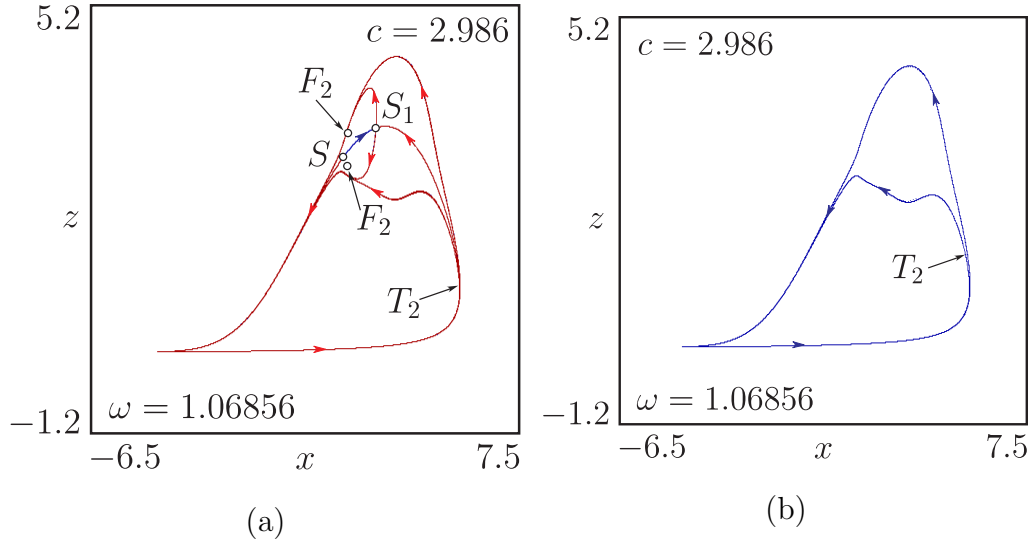 5.2
c = 2.986
F₂
S₁
S
F₂
z
T₂
ω = 1.06856
−1.2
−6.5
x
7.5
(a)
5.2
c = 2.986
z
T₂
ω = 1.06856
−1.2
−6.5
x
7.5
(b)